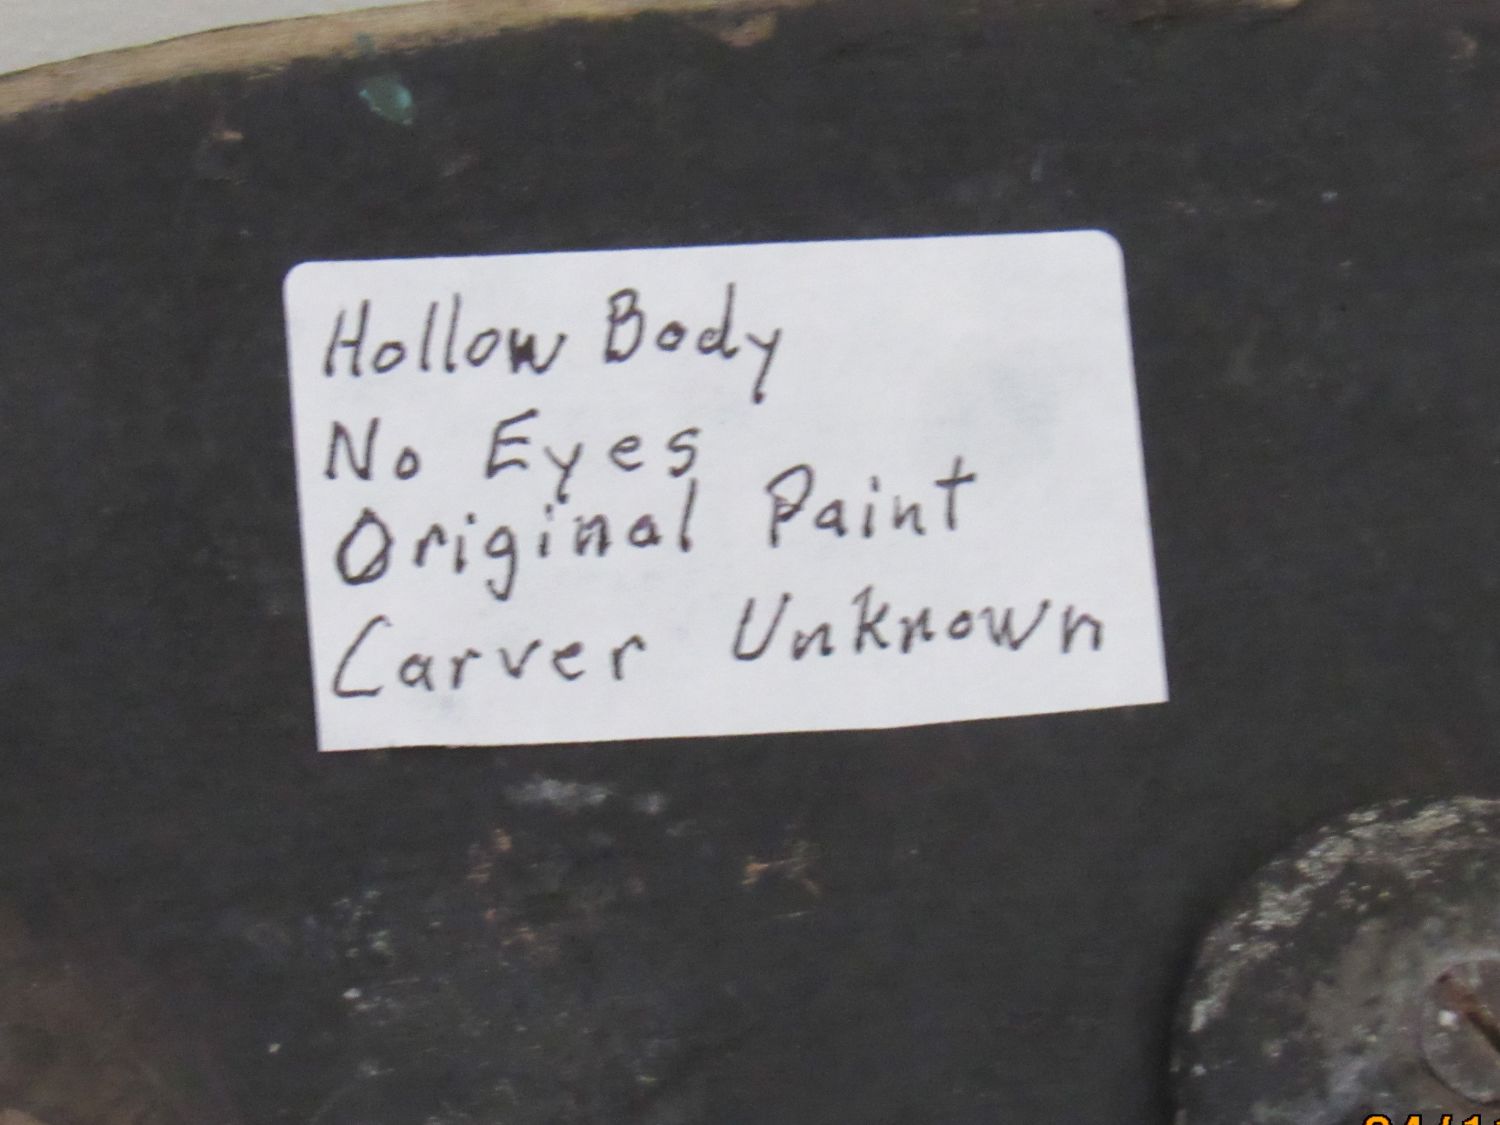 Hollow Body
No Eyes
Original Paint
Carver Unknown